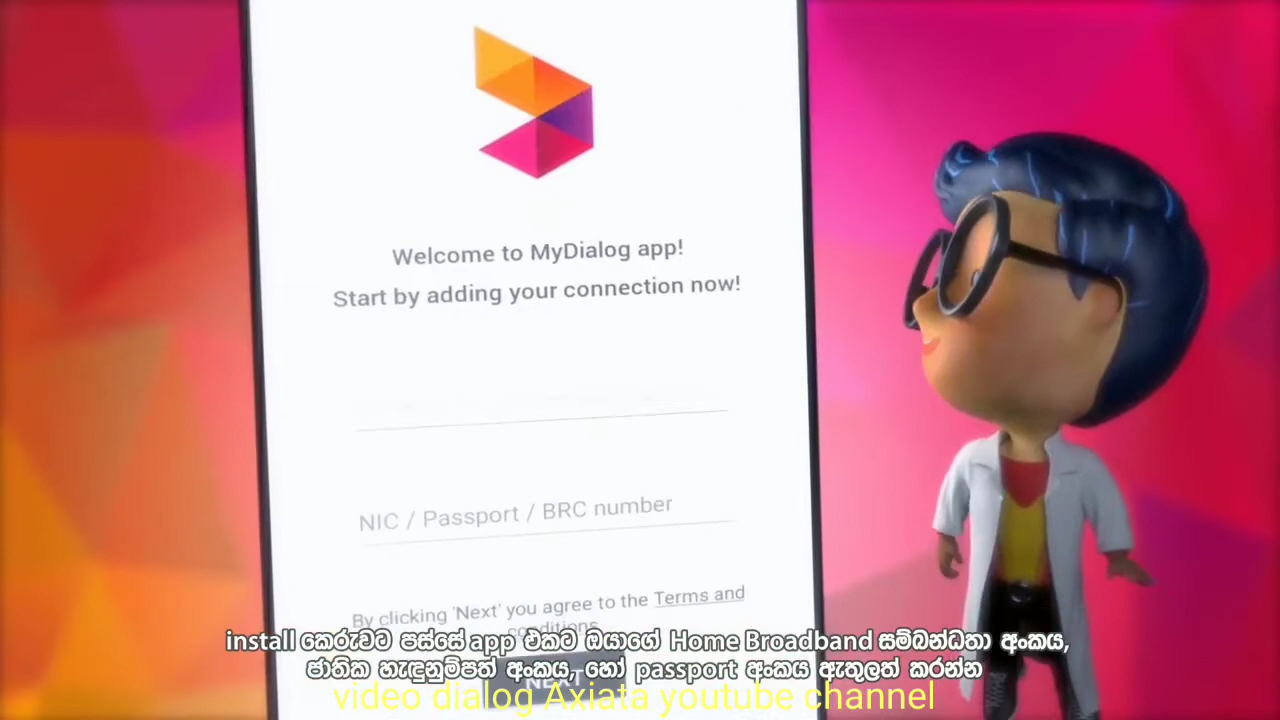 Welcome to MyDialog app!
Start by adding your connection now!
NIC / Passport / BRC number
By clicking 'Next' you agree to the Terms and
conditions
install කෙරුවට පස්සේ app එකට ඔයාගේ Home Broadband සම්බන්ධතා අංකය,
ජාතික හැඳුනුම්පත් අංකය, හෝ passport අංකය ඇතුලත් කරන්න
NEXT
video dialog Axiata youtube channel